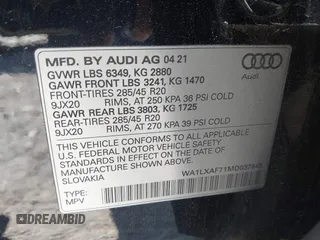 MFD. BY AUDI AG 04 21
GVWR LBS 6349, KG 2880
GAWR FRONT LBS 3241, KG 1470
FRONT-TIRES 285/45 R20
9JX20 RIMS, AT 250 KPA 36 PSI COLD
GAWR REAR LBS 3803, KG 1725
REAR-TIRES 285/45 R20
9JX20 RIMS, AT 270 KPA 39 PSI COLD
THIS VEHICLE CONFORMS TO ALL
APPLICABLE U.S. FEDERAL MOTOR
VEHICLE SAFETY STANDARDS IN
EFFECT ON THE DATE OF
MANUFACTURE SHOWN ABOVE.
SLOVAKIA
TYPE:
MPV
Audi
DREAMBID